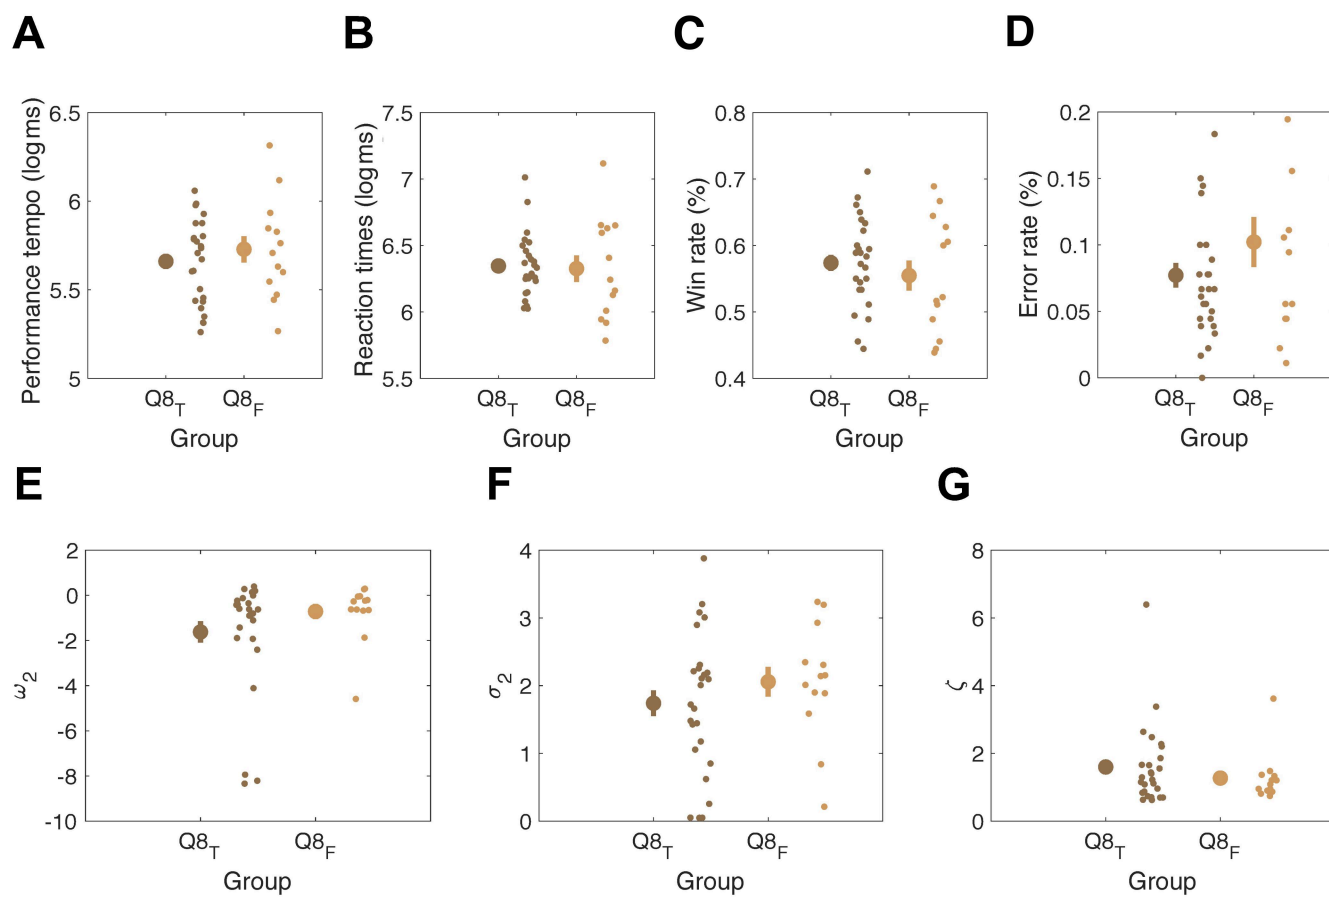 A
B
C
D
Performance tempo (logms)
6.5
6
5.5
5
Q8T
Q8F
Group
Reaction times (logms)
7.5
7
6.5
6
5.5
Q8T
Q8F
Group
Win rate (%)
0.8
0.7
0.6
0.5
0.4
Q8T
Q8F
Group
Error rate (%)
0.2
0.15
0.1
0.05
0
Q8T
Q8F
Group
E
F
G
ω2
2
0
-2
-4
-6
-8
-10
Q8T
Q8F
Group
σ2
4
3
2
1
0
Q8T
Q8F
Group
ζ
8
6
4
2
0
Q8T
Q8F
Group